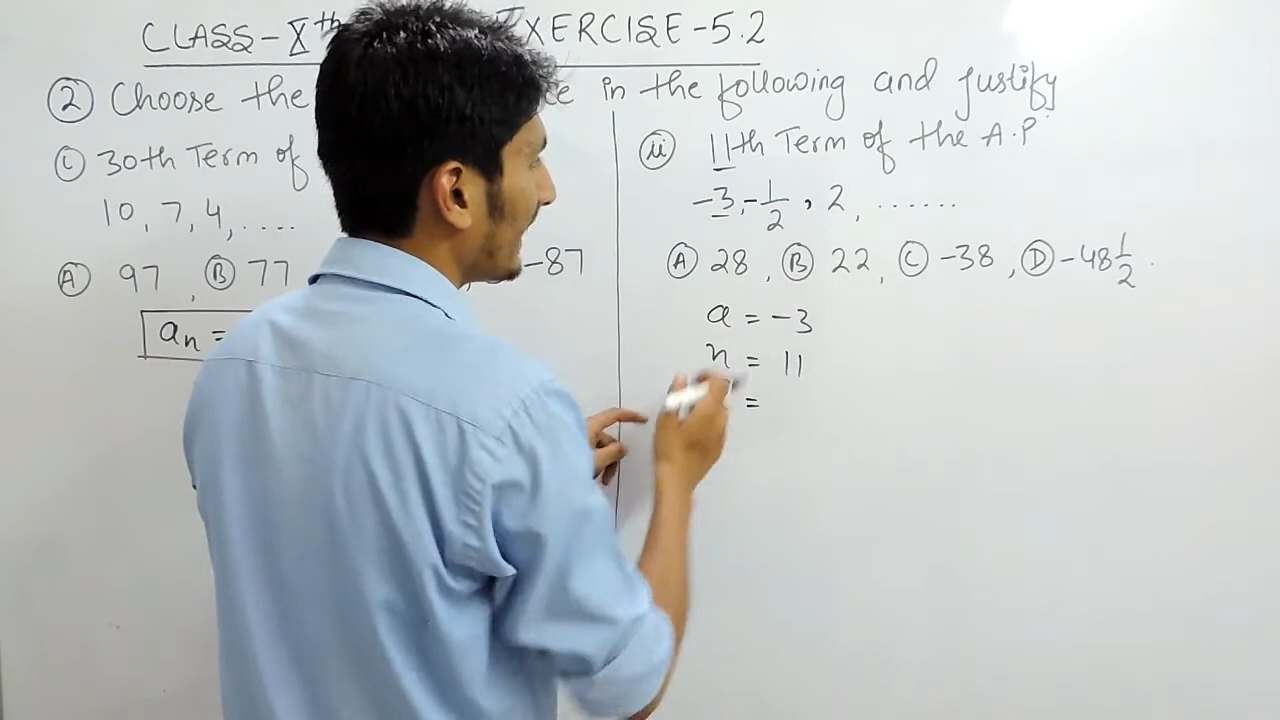 CLASS-Xth EXERCISE-5.2
② Choose the in the following and Justify
ⓘ 30th Term of
10, 7, 4, ....
Ⓐ 97, Ⓑ 77 -87
an =
ⓘⓘ 11th Term of the A.P.
-3, -1/2, 2, ......
Ⓐ 28, Ⓑ 22, Ⓒ -38, Ⓓ -48 1/2.
a = -3
n = 11
=